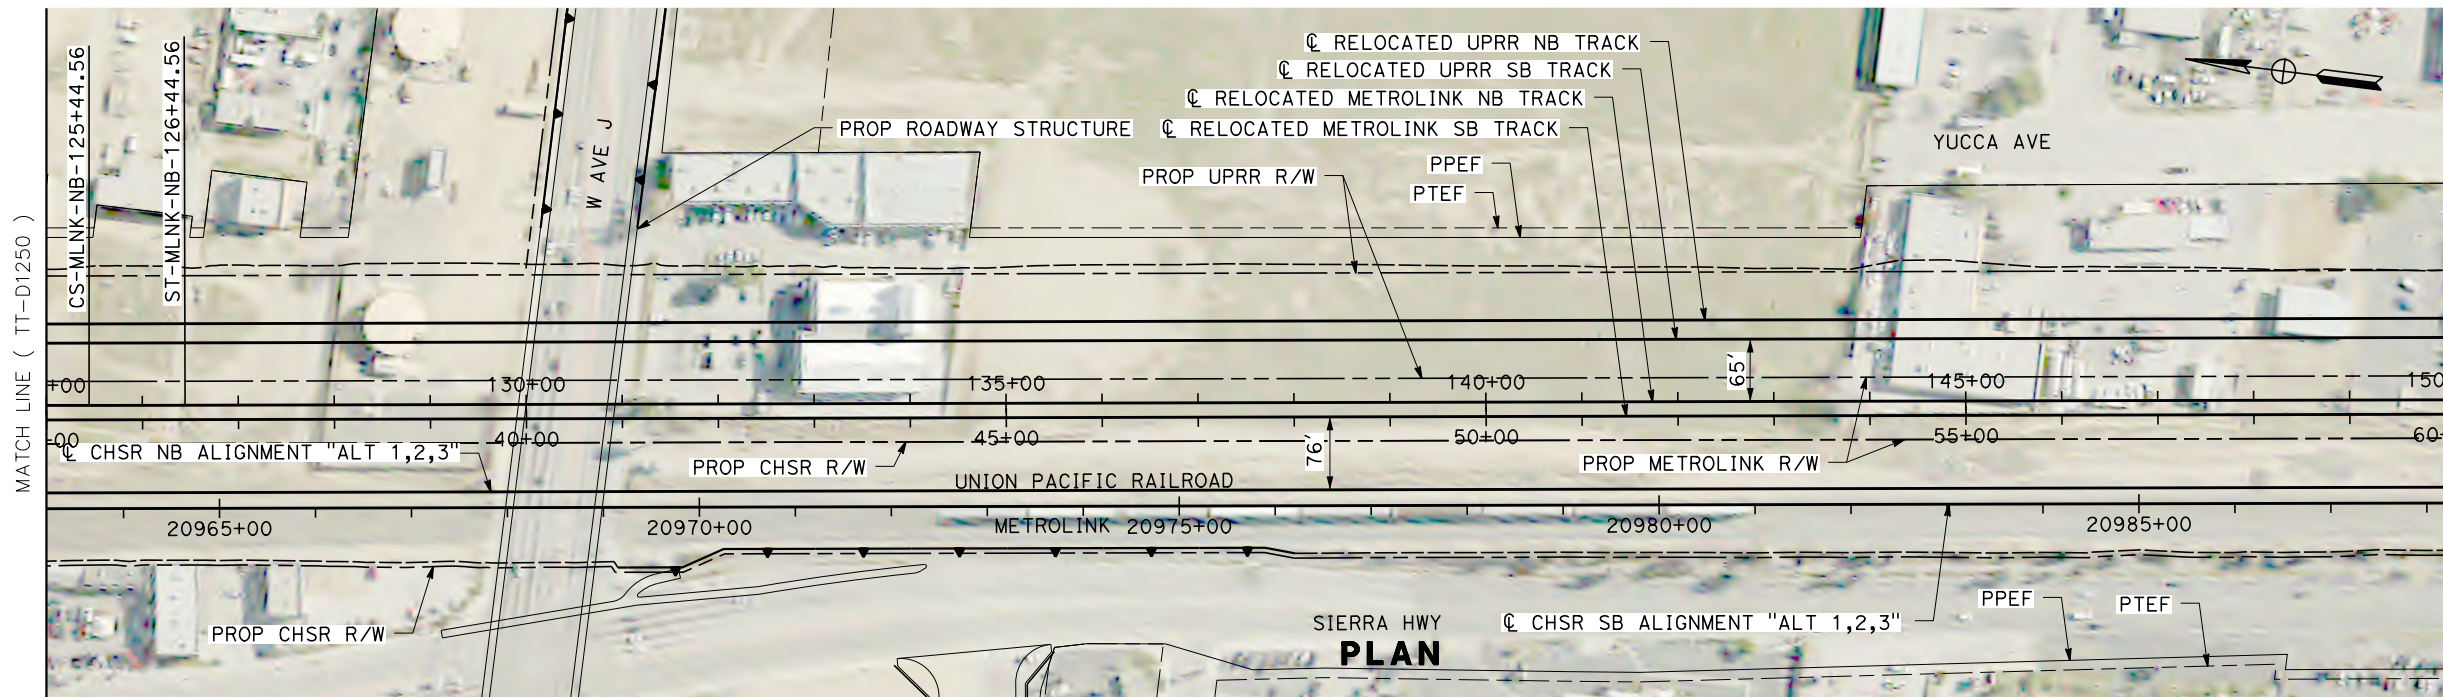 MATCH LINE ( TT-D1250 )
CS-MLNK-NB-125+44.56
ST-MLNK-NB-126+44.56
W AVE J
PROP ROADWAY STRUCTURE
℄ RELOCATED UPRR NB TRACK
℄ RELOCATED UPRR SB TRACK
℄ RELOCATED METROLINK NB TRACK
℄ RELOCATED METROLINK SB TRACK
PROP UPRR R/W
PPEF
PTEF
YUCCA AVE
65'
+00
130+00
135+00
140+00
145+00
150
+00
40+00
45+00
50+00
55+00
60
℄ CHSR NB ALIGNMENT "ALT 1,2,3"
PROP CHSR R/W
76'
PROP METROLINK R/W
UNION PACIFIC RAILROAD
20965+00
20970+00
METROLINK
20975+00
20980+00
20985+00
PROP CHSR R/W
SIERRA HWY
℄ CHSR SB ALIGNMENT "ALT 1,2,3"
PPEF
PTEF
PLAN